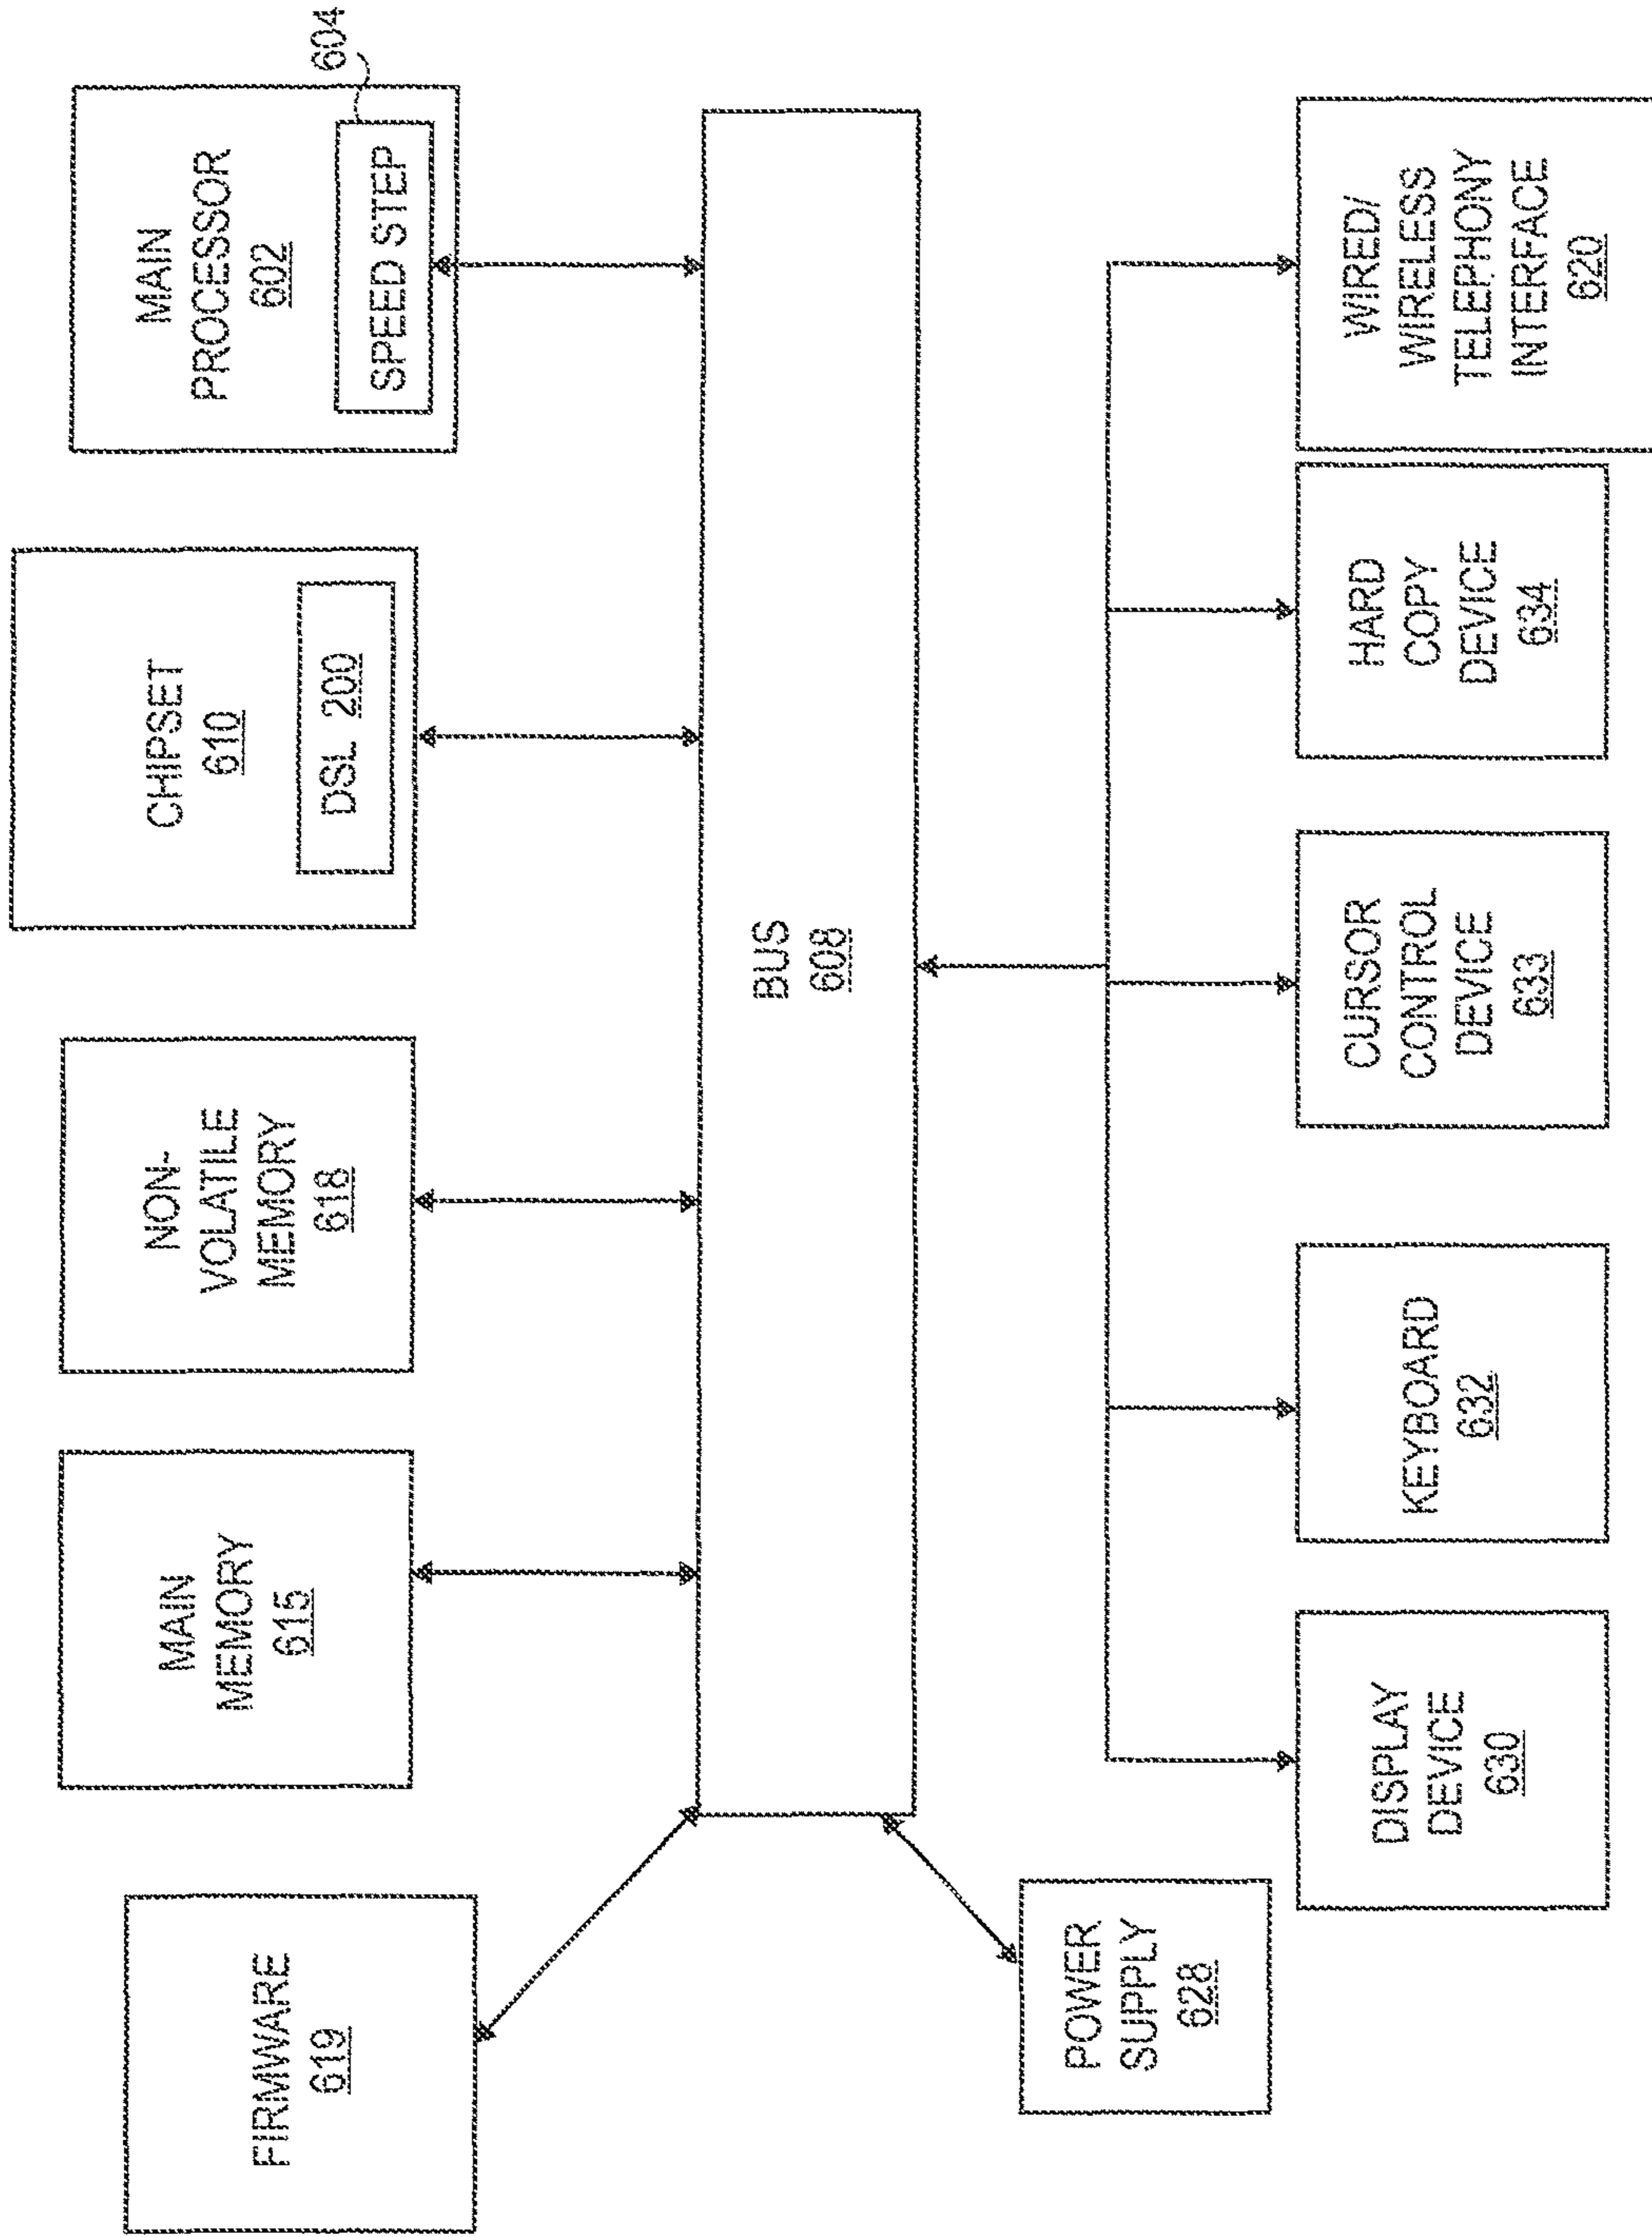 FIRMWARE
619
MAIN
MEMORY
615
NON-
VOLATILE
MEMORY
618
CHIPSET
610
DSL 200
MAIN
PROCESSOR
602
SPEED STEP
604
BUS
608
POWER
SUPPLY
628
DISPLAY
DEVICE
630
KEYBOARD
632
CURSOR
CONTROL
DEVICE
633
HARD
COPY
DEVICE
634
WIRED/
WIRELESS
TELEPHONY
INTERFACE
620